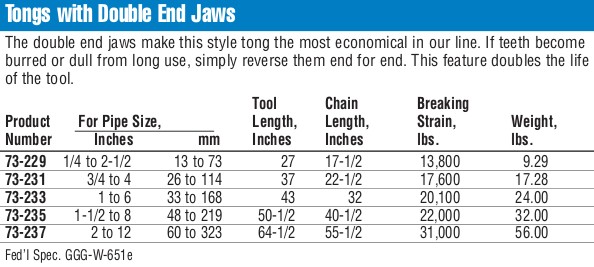 Tongs with Double End Jaws
The double end jaws make this style tong the most economical in our line. If teeth become
burred or dull from long use, simply reverse them end for end. This feature doubles the life
of the tool.
Tool Chain Breaking
Product For Pipe Size, Length, Length, Strain, Weight,
Number Inches mm Inches Inches lbs. lbs.
73-229 1/4 to 2-1/2 13 to 73 27 17-1/2 13,800 9.29
73-231 3/4 to 4 26 to 114 37 22-1/2 17,600 17.28
73-233 1 to 6 33 to 168 43 32 20,100 24.00
73-235 1-1/2 to 8 48 to 219 50-1/2 40-1/2 22,000 32.00
73-237 2 to 12 60 to 323 64-1/2 55-1/2 31,000 56.00
Fed'l Spec. GGG-W-651e